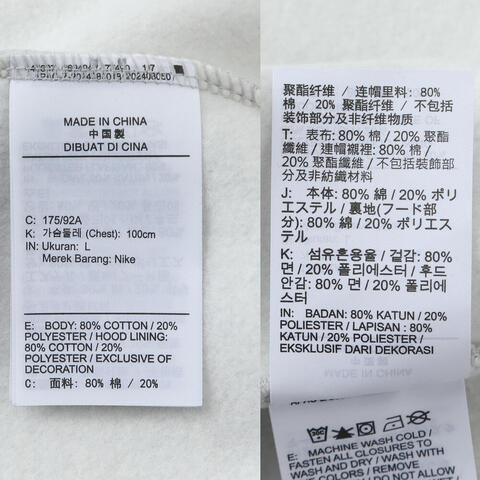 MADE IN CHINA
中國製
DIBUAT DI CINA
C: 175/92A
K: 가슴둘레 (Chest): 100cm
IN: Ukuran: L
Merek Barang: Nike
E: BODY: 80% COTTON / 20%
POLYESTER / HOOD LINING:
80% COTTON / 20%
POLYESTER / EXCLUSIVE OF
DECORATION
C: 面料: 80% 棉 / 20%
聚酯纤维 / 连帽里料: 80%
棉 / 20% 聚酯纤维 / 不包括
装饰部分及非纤维物质
T: 表布: 80% 棉 / 20% 聚酯
纖維 / 連帽襯裡: 80% 棉 /
20% 聚酯纖維 / 不包括裝飾部
分及非紡織材料
J: 本体: 80% 綿 / 20% ポリ
エステル / 裏地(フード部
分): 80% 綿 / 20% ポリエス
テル
K: 섬유혼용율 / 겉감: 80%
면 / 20% 폴리에스터 / 후드
안감: 80% 면 / 20% 폴리에
스터
IN: BADAN: 80% KATUN / 20%
POLIESTER / LAPISAN : 80%
KATUN / 20% POLIESTER /
EKSKLUSIF DARI DEKORASI
MADE IN CHINA
E: MACHINE WASH COLD /
FASTEN ALL CLOSURES BEFORE
WASH AND DRY / WASH WITH
LIKE COLORS / REMOVE